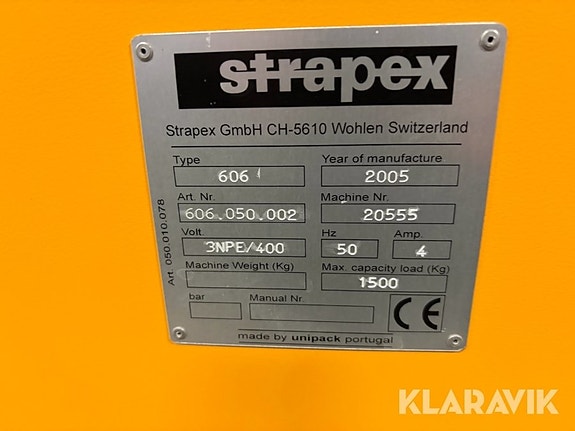 strapex
Strapex GmbH CH-5610 Wohlen Switzerland
Type Year of manufacture
606 2005
Art. Nr. Machine Nr.
606.050.002 20555
Volt. Hz Amp.
3NPE/400 50 4
Machine Weight (Kg) Max. capacity load (Kg)
1500
bar Manual Nr.
CE
made by unipack portugal
Art. 050.010.078
KLARAVIK